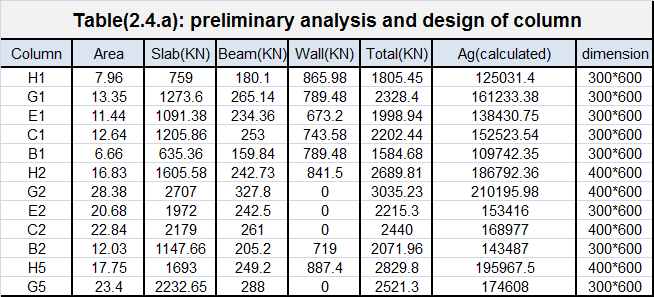 Table(2.4.a): preliminary analysis and design of column
Column Area Slab(KN) Beam(KN) Wall(KN) Total(KN) Ag(calculated) dimension
H1 7.96 759 180.1 865.98 1805.45 125031.4 300*600
G1 13.35 1273.6 265.14 789.48 2328.4 161233.38 300*600
E1 11.44 1091.38 234.36 673.2 1998.94 138430.75 300*600
C1 12.64 1205.86 253 743.58 2202.44 152523.54 300*600
B1 6.66 635.36 159.84 789.48 1584.68 109742.35 300*600
H2 16.83 1605.58 242.73 841.5 2689.81 186792.36 400*600
G2 28.38 2707 327.8 0 3035.23 210195.98 400*600
E2 20.68 1972 242.5 0 2215.3 153416 300*600
C2 22.84 2179 261 0 2440 168977 400*600
B2 12.03 1147.66 205.2 719 2071.96 143487 300*600
H5 17.75 1693 249.2 887.4 2829.8 195967.5 400*600
G5 23.4 2232.65 288 0 2521.3 174608 300*600